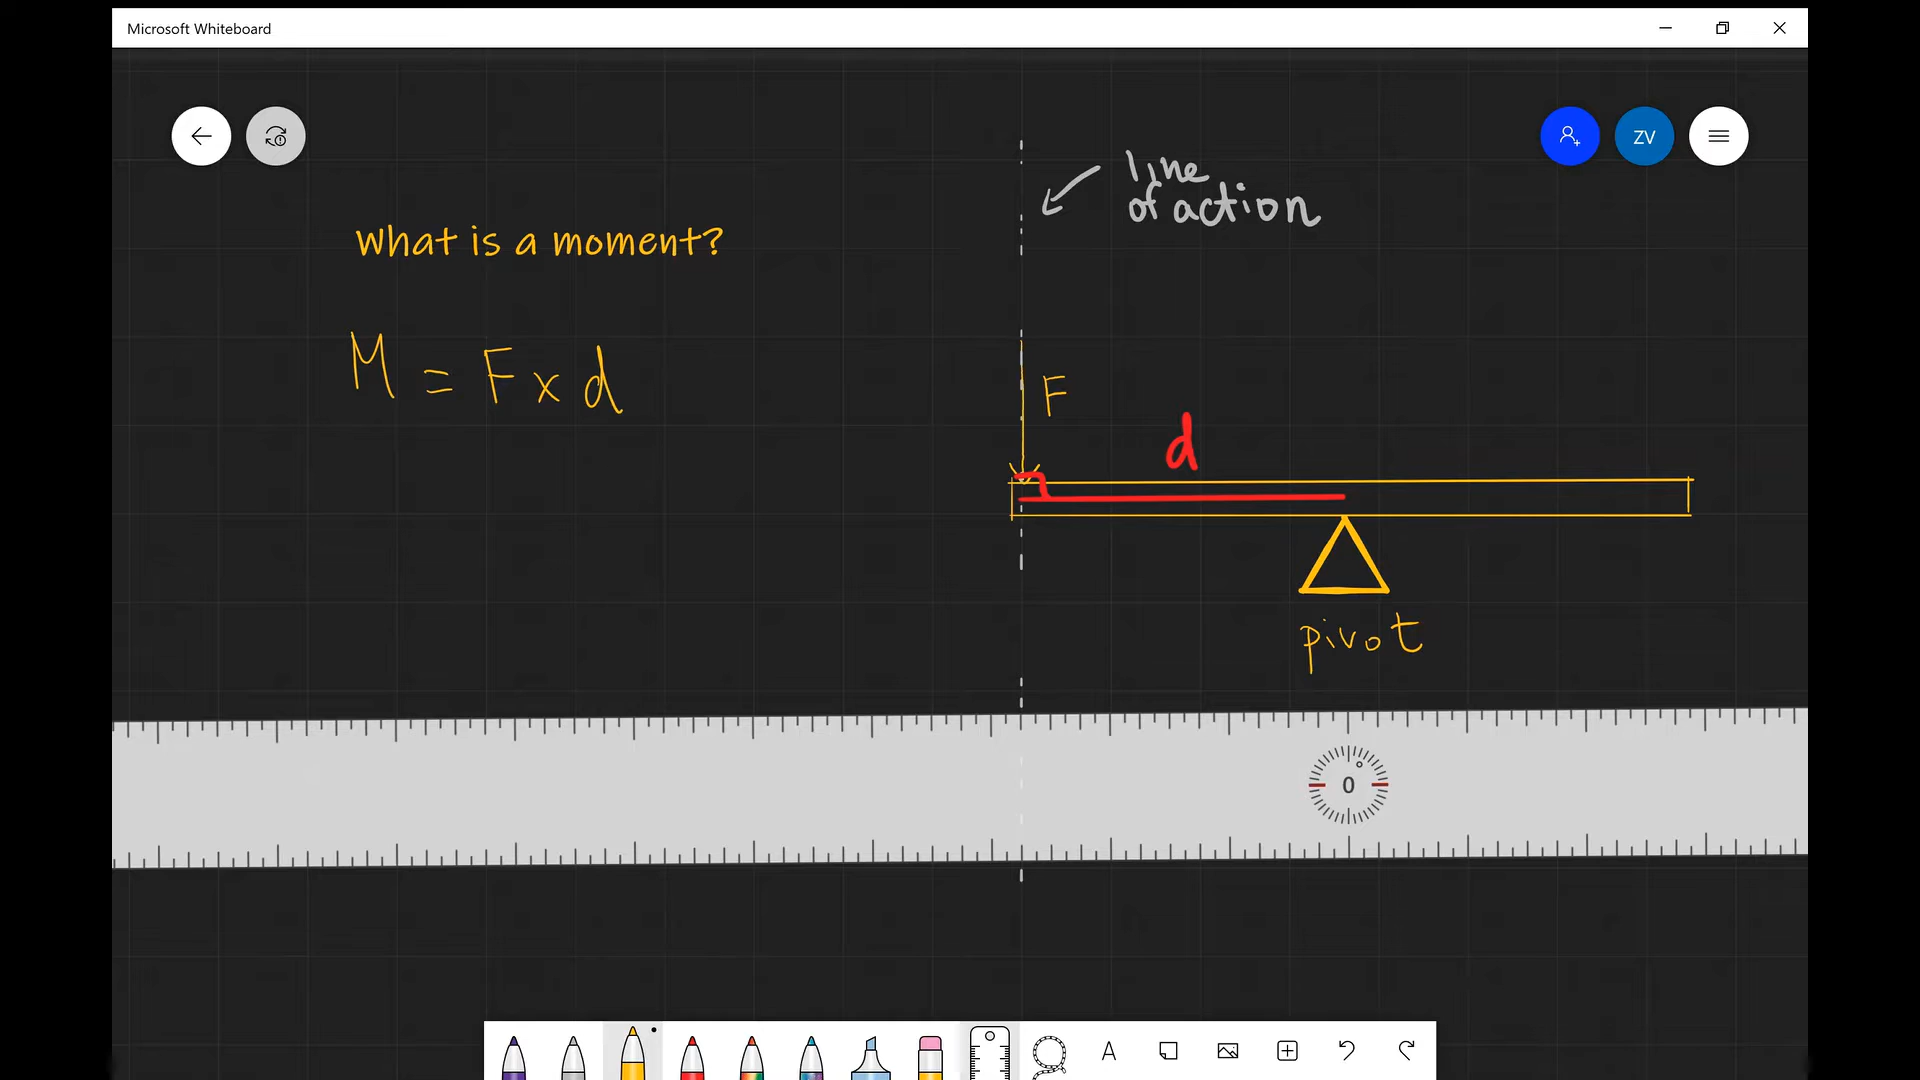 Microsoft Whiteboard
ZV
line
of action
What is a moment?
M = F x d
F
d
pivot
0°
A